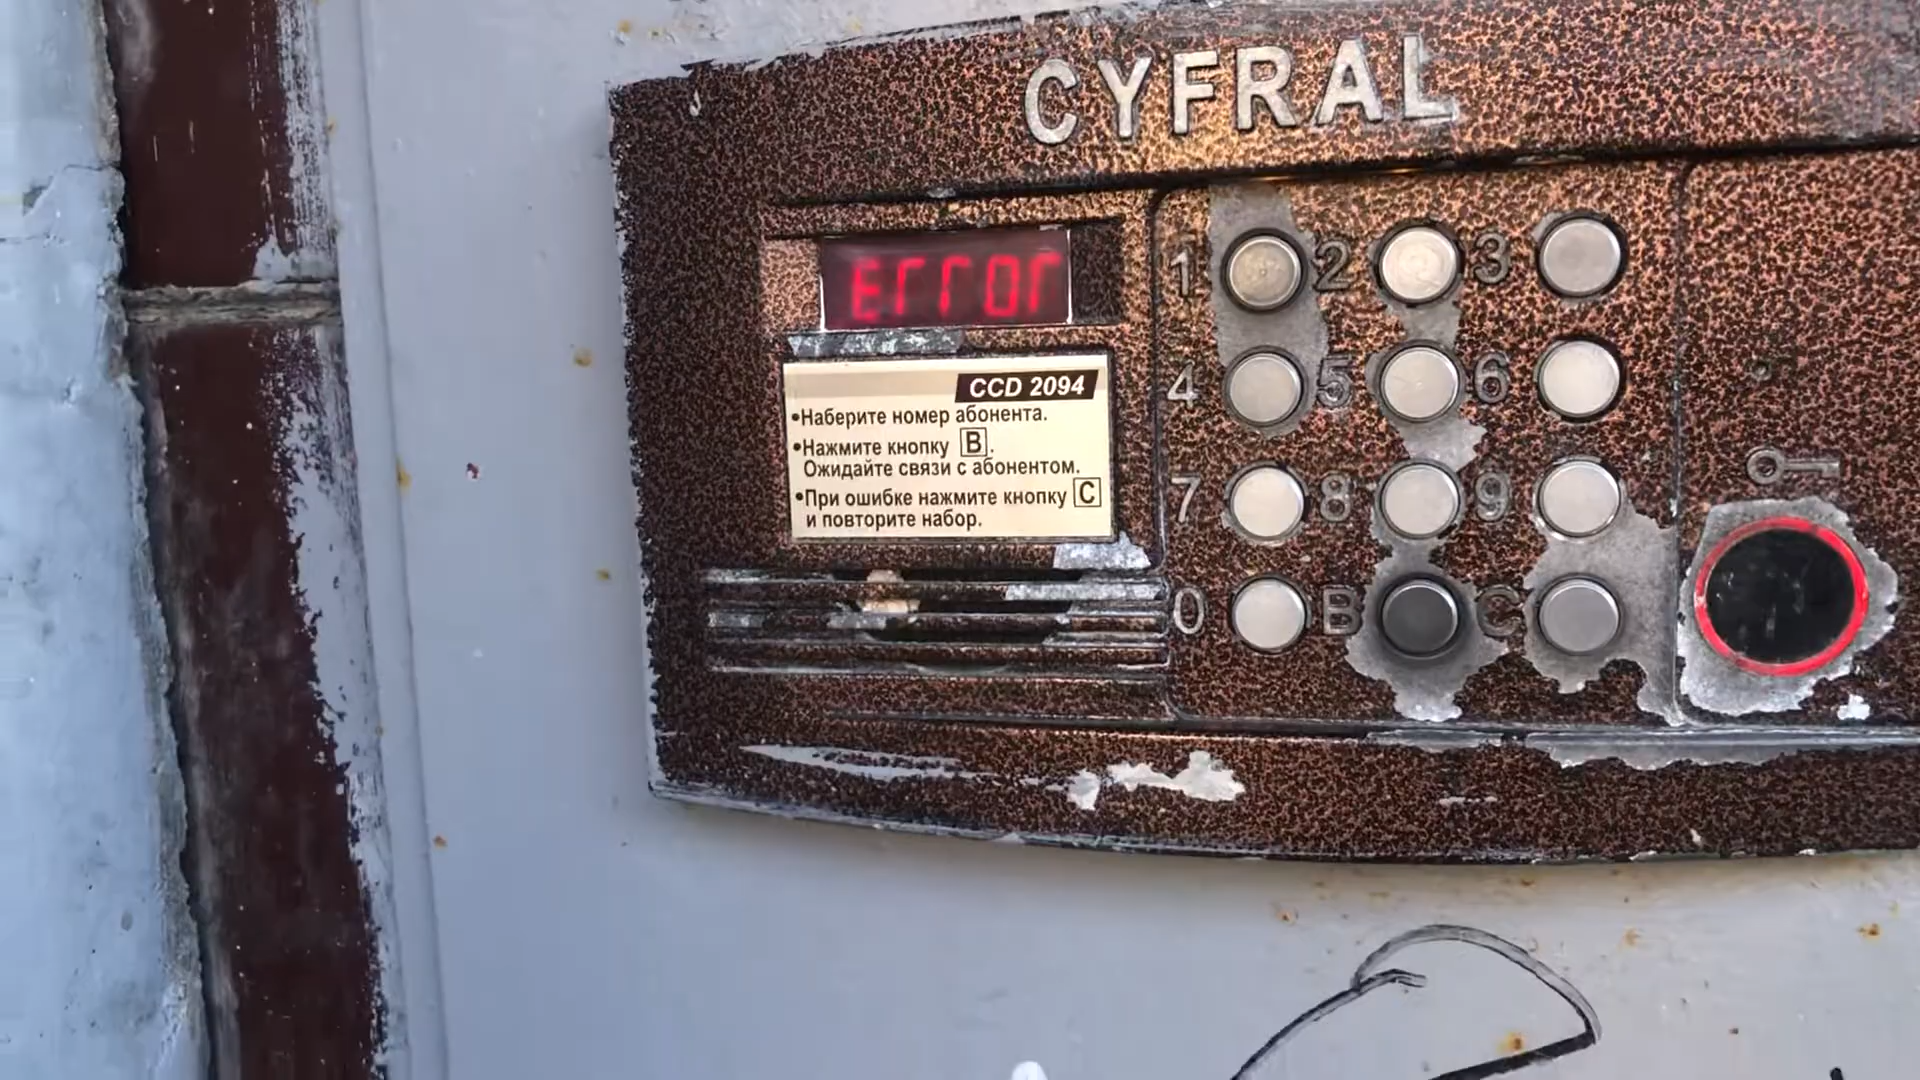 CYFRAL
Error
CCD 2094
•Наберите номер абонента.
•Нажмите кнопку B.
Ожидайте связи с абонентом.
•При ошибке нажмите кнопку C
и повторите набор.
1 2 3
4 5 6
7 8 9
0 B C